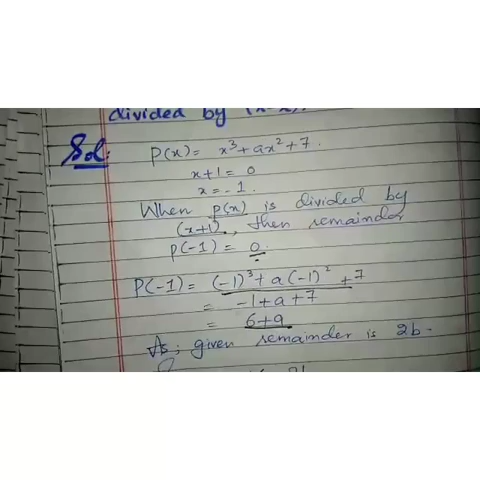 divided by
Sol:
P(x) = x³ + ax² + 7.
x+1 = 0
x = -1.
When p(x) is divided by
(x+1), then remainder
p(-1) = 0.
P(-1) = (-1)³ + a(-1)² + 7
= -1 + a + 7
= 6+a
As, given remainder is 2b.